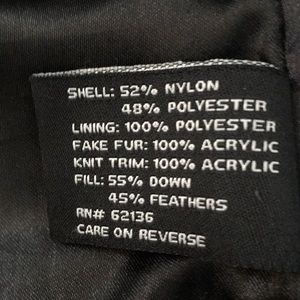 SHELL: 52% NYLON
48% POLYESTER
LINING: 100% POLYESTER
FAKE FUR: 100% ACRYLIC
KNIT TRIM: 100% ACRYLIC
FILL: 55% DOWN
45% FEATHERS
RN# 62136
CARE ON REVERSE